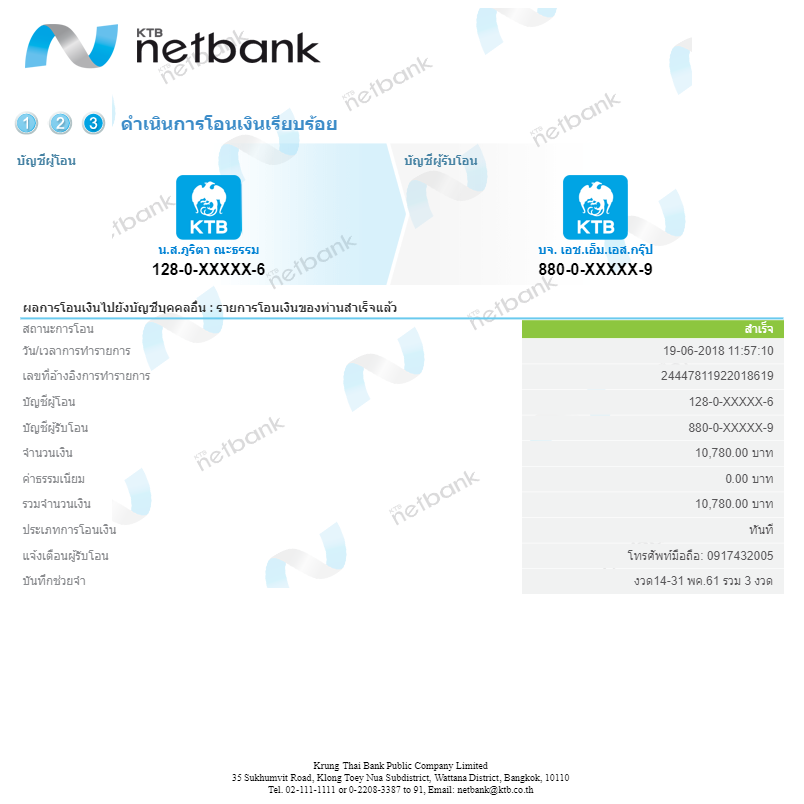 KTB
netbank
1 2 3 ดำเนินการโอนเงินเรียบร้อย
บัญชีผู้โอน บัญชีผู้รับโอน
KTB KTB
น.ส.ภูริตา ณะธรรม บจ. เอช.เอ็ม.เอส.กรุ๊ป
128-0-XXXXX-6 880-0-XXXXX-9
ผลการโอนเงินไปยังบัญชีบุคคลอื่น : รายการโอนเงินของท่านสำเร็จแล้ว
สถานะการโอน สำเร็จ
วัน/เวลาการทำรายการ 19-06-2018 11:57:10
เลขที่อ้างอิงการทำรายการ 24447811922018619
บัญชีผู้โอน 128-0-XXXXX-6
บัญชีผู้รับโอน 880-0-XXXXX-9
จำนวนเงิน 10,780.00 บาท
ค่าธรรมเนียม 0.00 บาท
รวมจำนวนเงิน 10,780.00 บาท
ประเภทการโอนเงิน ทันที
แจ้งเตือนผู้รับโอน โทรศัพท์มือถือ: 0917432005
บันทึกช่วยจำ งวด14-31 พค.61 รวม 3 งวด
Krung Thai Bank Public Company Limited
35 Sukhumvit Road, Klong Toey Nua Subdistrict, Wattana District, Bangkok, 10110
Tel. 02-111-1111 or 0-2208-3387 to 91, Email: netbank@ktb.co.th